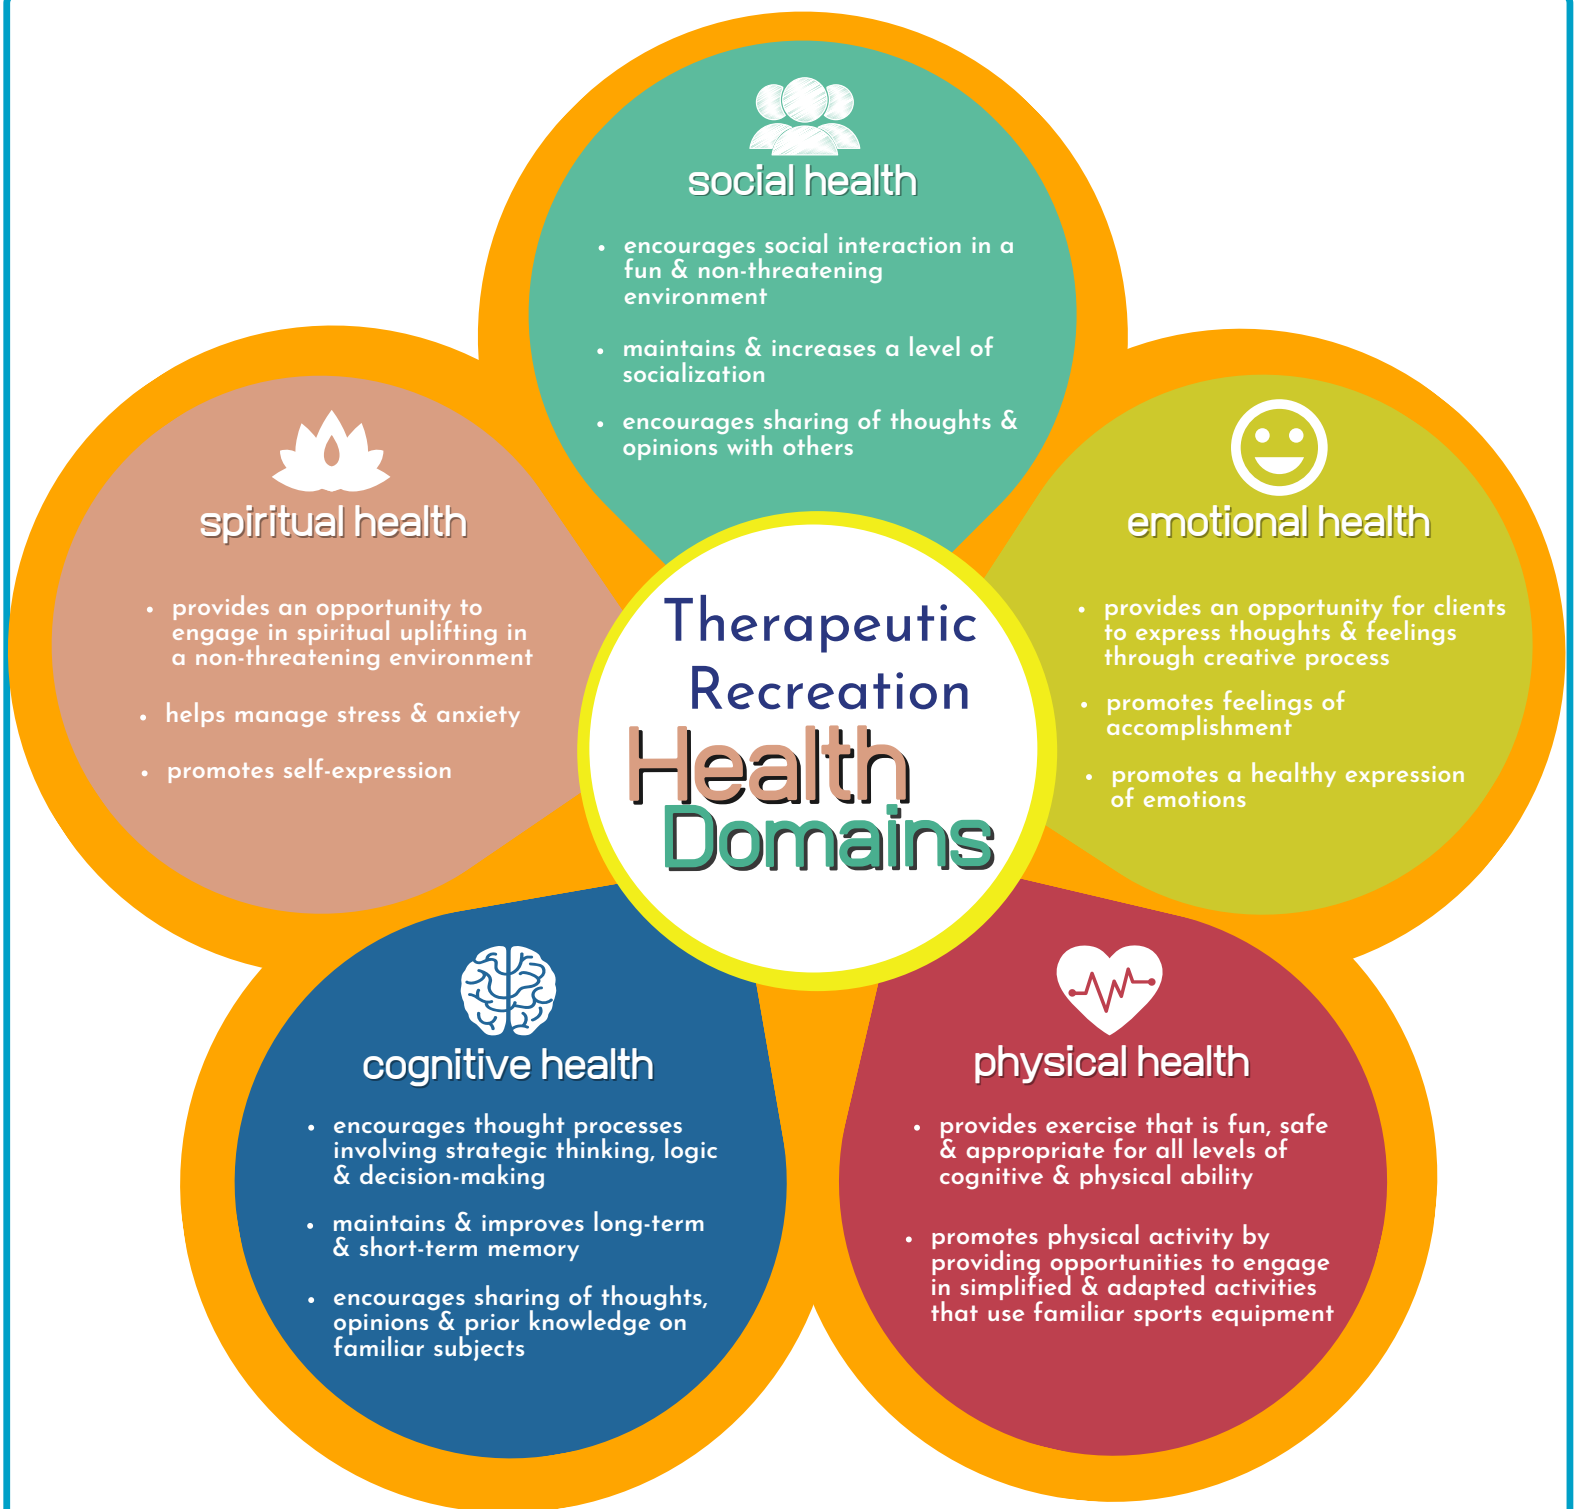 social health
• encourages social interaction in a
fun & non-threatening
environment
• maintains & increases a level of
socialization
• encourages sharing of thoughts &
opinions with others
spiritual health
• provides an opportunity to
engage in spiritual uplifting in
a non-threatening environment
• helps manage stress & anxiety
• promotes self-expression
Therapeutic
Recreation
Health
Domains
emotional health
• provides an opportunity for clients
to express thoughts & feelings
through creative process
• promotes feelings of
accomplishment
• promotes a healthy expression
of emotions
cognitive health
• encourages thought processes
involving strategic thinking, logic
& decision-making
• maintains & improves long-term
& short-term memory
• encourages sharing of thoughts,
opinions & prior knowledge on
familiar subjects
physical health
• provides exercise that is fun, safe
& appropriate for all levels of
cognitive & physical ability
• promotes physical activity by
providing opportunities to engage
in simplified & adapted activities
that use familiar sports equipment